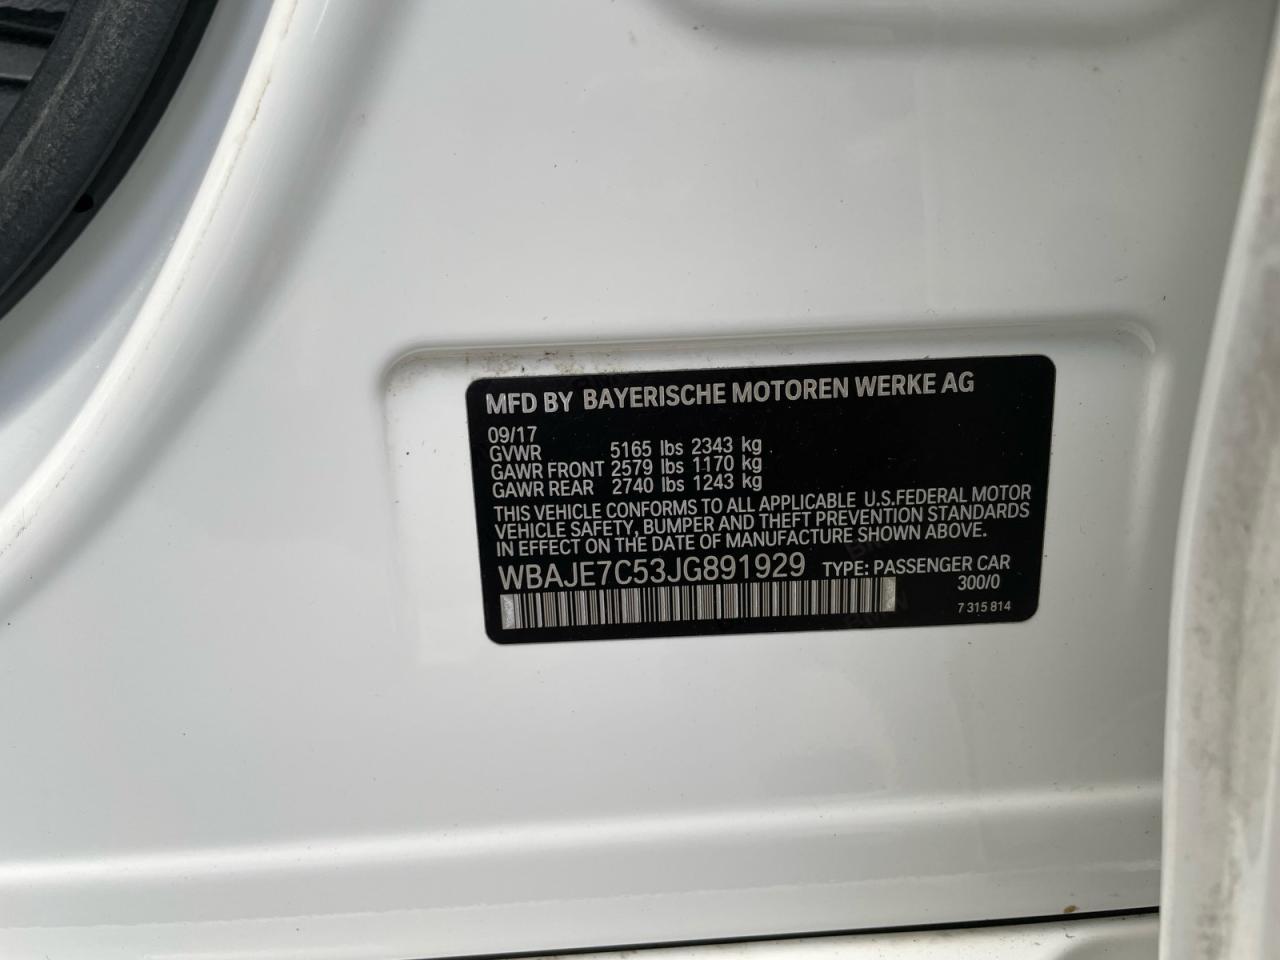 MFD BY BAYERISCHE MOTOREN WERKE AG
09/17
GVWR 5165 lbs 2343 kg
GAWR FRONT 2579 lbs 1170 kg
GAWR REAR 2740 lbs 1243 kg
THIS VEHICLE CONFORMS TO ALL APPLICABLE U.S.FEDERAL MOTOR
VEHICLE SAFETY, BUMPER AND THEFT PREVENTION STANDARDS
IN EFFECT ON THE DATE OF MANUFACTURE SHOWN ABOVE.
WBAJE7C53JG891929 TYPE: PASSENGER CAR
300/0
7 315 814